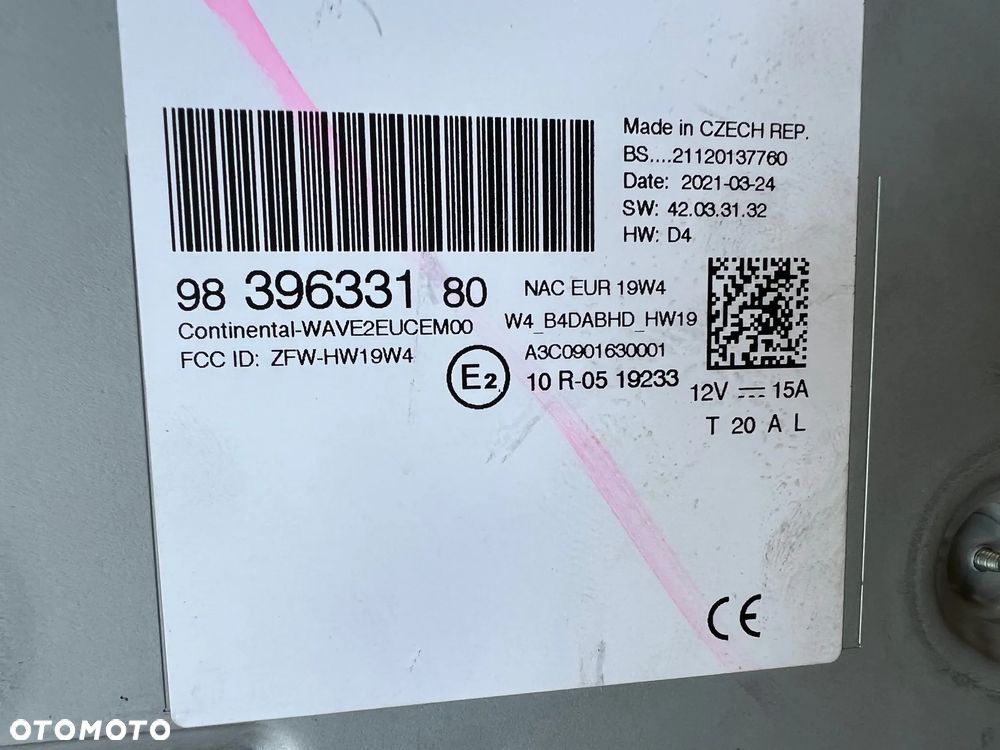 Made in CZECH REP.
BS....21120137760
Date: 2021-03-24
SW: 42.03.31.32
HW: D4
98 396331 80
Continental-WAVE2EUCEM00
FCC ID: ZFW-HW19W4
NAC EUR 19W4
W4_B4DABHD_HW19
A3C0901630001
E2
10 R-05 19233
12V ⎓ 15A
T 20 A L
CE
OTOMOTO